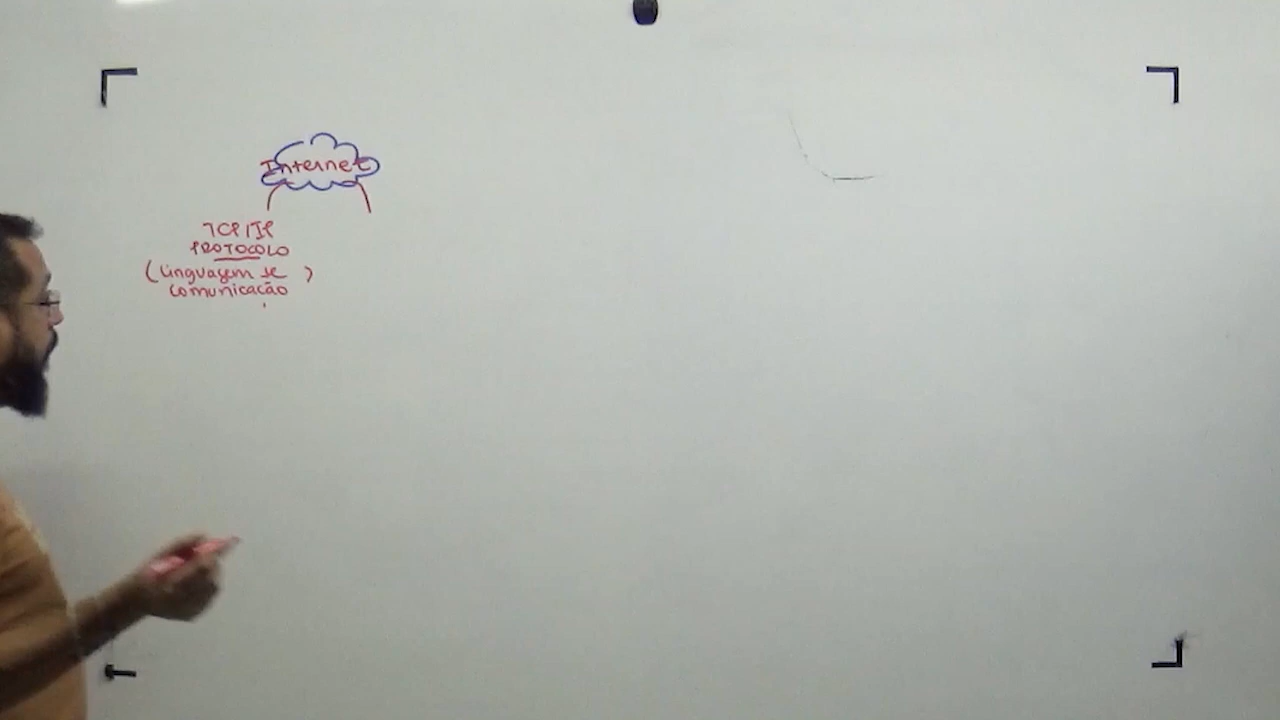 Internet
TCP/IP
PROTOCOLO
(Linguagem de)
comunicação